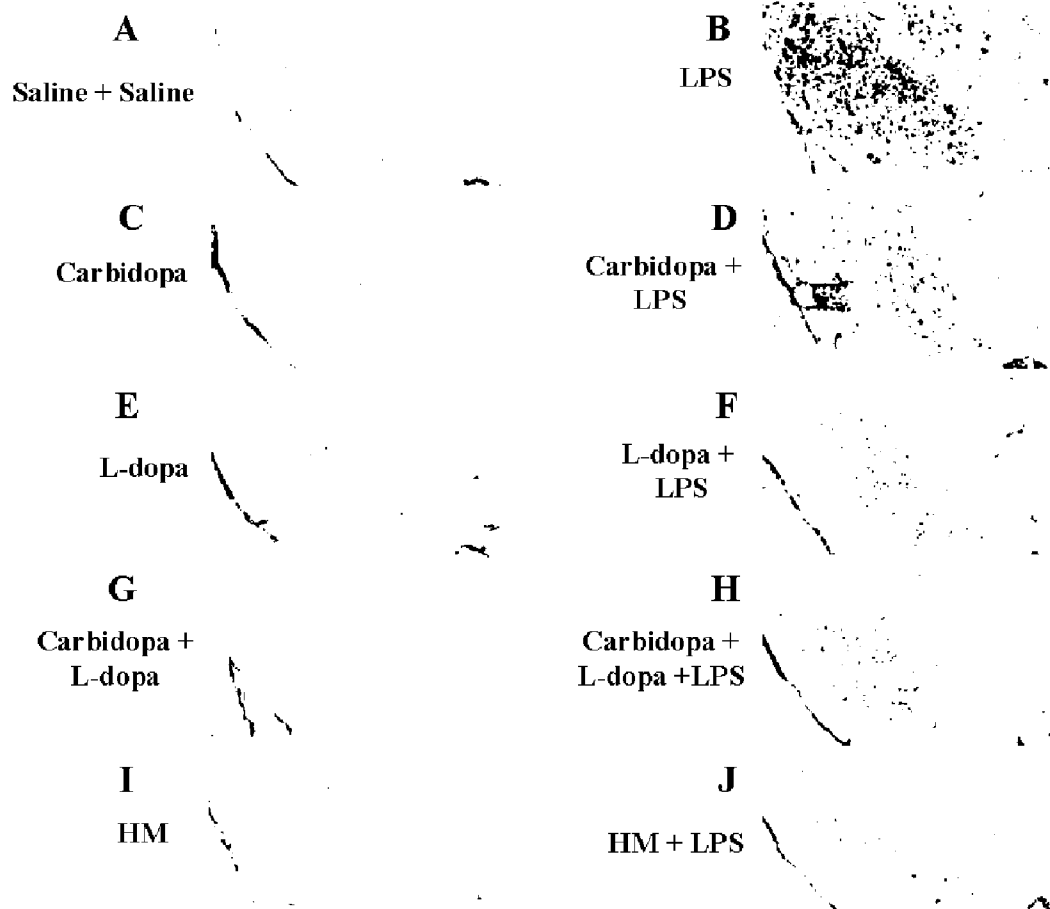 A
Saline + Saline
B
LPS
C
Carbidopa
D
Carbidopa +
LPS
E
L-dopa
F
L-dopa +
LPS
G
Carbidopa +
L-dopa
H
Carbidopa +
L-dopa +LPS
I
HM
J
HM + LPS